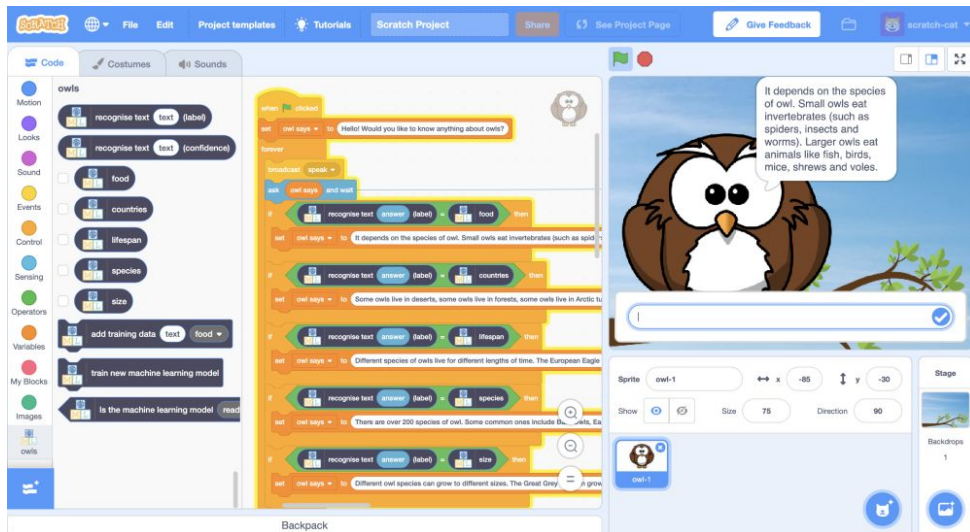 SCRATCH File Edit Project templates Tutorials Scratch Project Share See Project Page Give Feedback scratch-cat
Code Costumes Sounds
Motion
Looks
Sound
Events
Control
Sensing
Operators
Variables
My Blocks
Images
owls
owls
recognise text text (label)
recognise text text (confidence)
food
countries
lifespan
species
size
add training data text food
train new machine learning model
Is the machine learning model
when clicked
set owl says to Hello! Would you like to know anything about owls?
forever
broadcast speak
ask owl says and wait
if recognise text answer (label) = food then
set owl says to It depends on the species of owl. Small owls eat invertebrates (such as
if recognise text answer (label) = countries then
set owl says to Some owls live in deserts, some owls live in forests, some owls live in Arctic
if recognise text answer (label) = lifespan then
set owl says to Different species of owls live for different lengths of time. The European Eagle
if recognise text answer (label) = species then
set owl says to There are over 200 species of owl. Some common ones include
if recognise text answer (label) = size then
set owl says to Different owl species can grow to different sizes. The Great Grey
Backpack
It depends on the species
of owl. Small owls eat
invertebrates (such as
spiders, insects and
worms). Larger owls eat
animals like fish, birds,
mice, shrews and voles.
Sprite owl-1 x -85 y -30
Show Size 75 Direction 90
owl-1
Stage
Backdrops
1